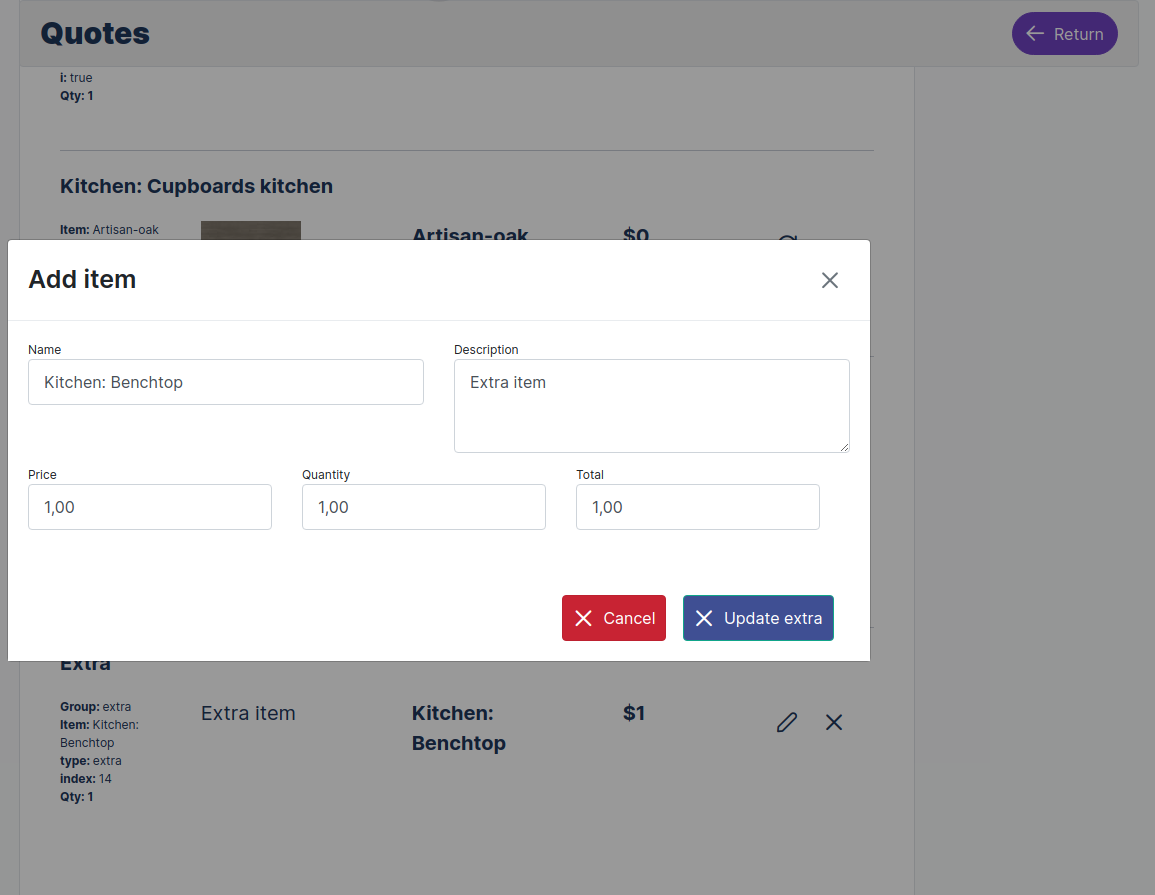 Quotes
Return
i: true
Qty: 1
Kitchen: Cupboards kitchen
Item: Artisan-oak
Artisan-oak
$0
Add item
Name
Description
Kitchen: Benchtop
Extra item
Price
Quantity
Total
1,00
1,00
1,00
Cancel
Update extra
Extra
Group: extra
Item: Kitchen:
Benchtop
type: extra
index: 14
Qty: 1
Extra item
Kitchen:
Benchtop
$1